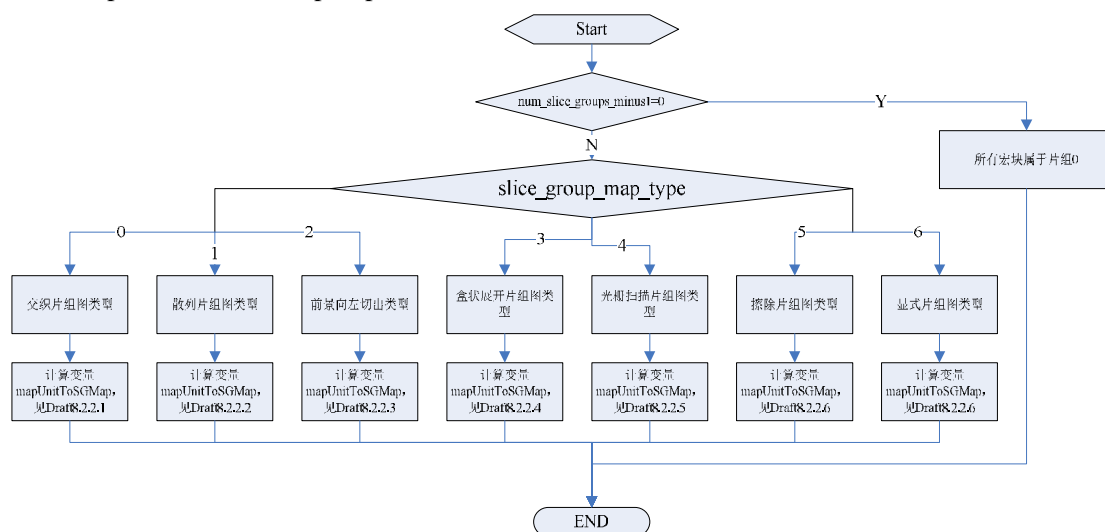 Start
num_slice_groups_minus1=0
Y
N
所有宏块属于片组0
slice_group_map_type
0
1
2
3
4
5
6
交织片组图类型
散列片组图类型
前景向左切山类型
盒状展开片组图类
型
光栅扫描片组图类
型
擦除片组图类型
显式片组图类型
计算变量
mapUnitToSGMap,
见Draft8.2.2.1
计算变量
mapUnitToSGMap,
见Draft8.2.2.2
计算变量
mapUnitToSGMap,
见Draft8.2.2.3
计算变量
mapUnitToSGMap,
见Draft8.2.2.4
计算变量
mapUnitToSGMap,
见Draft8.2.2.5
计算变量
mapUnitToSGMap,
见Draft8.2.2.6
计算变量
mapUnitToSGMap,
见Draft8.2.2.6
END